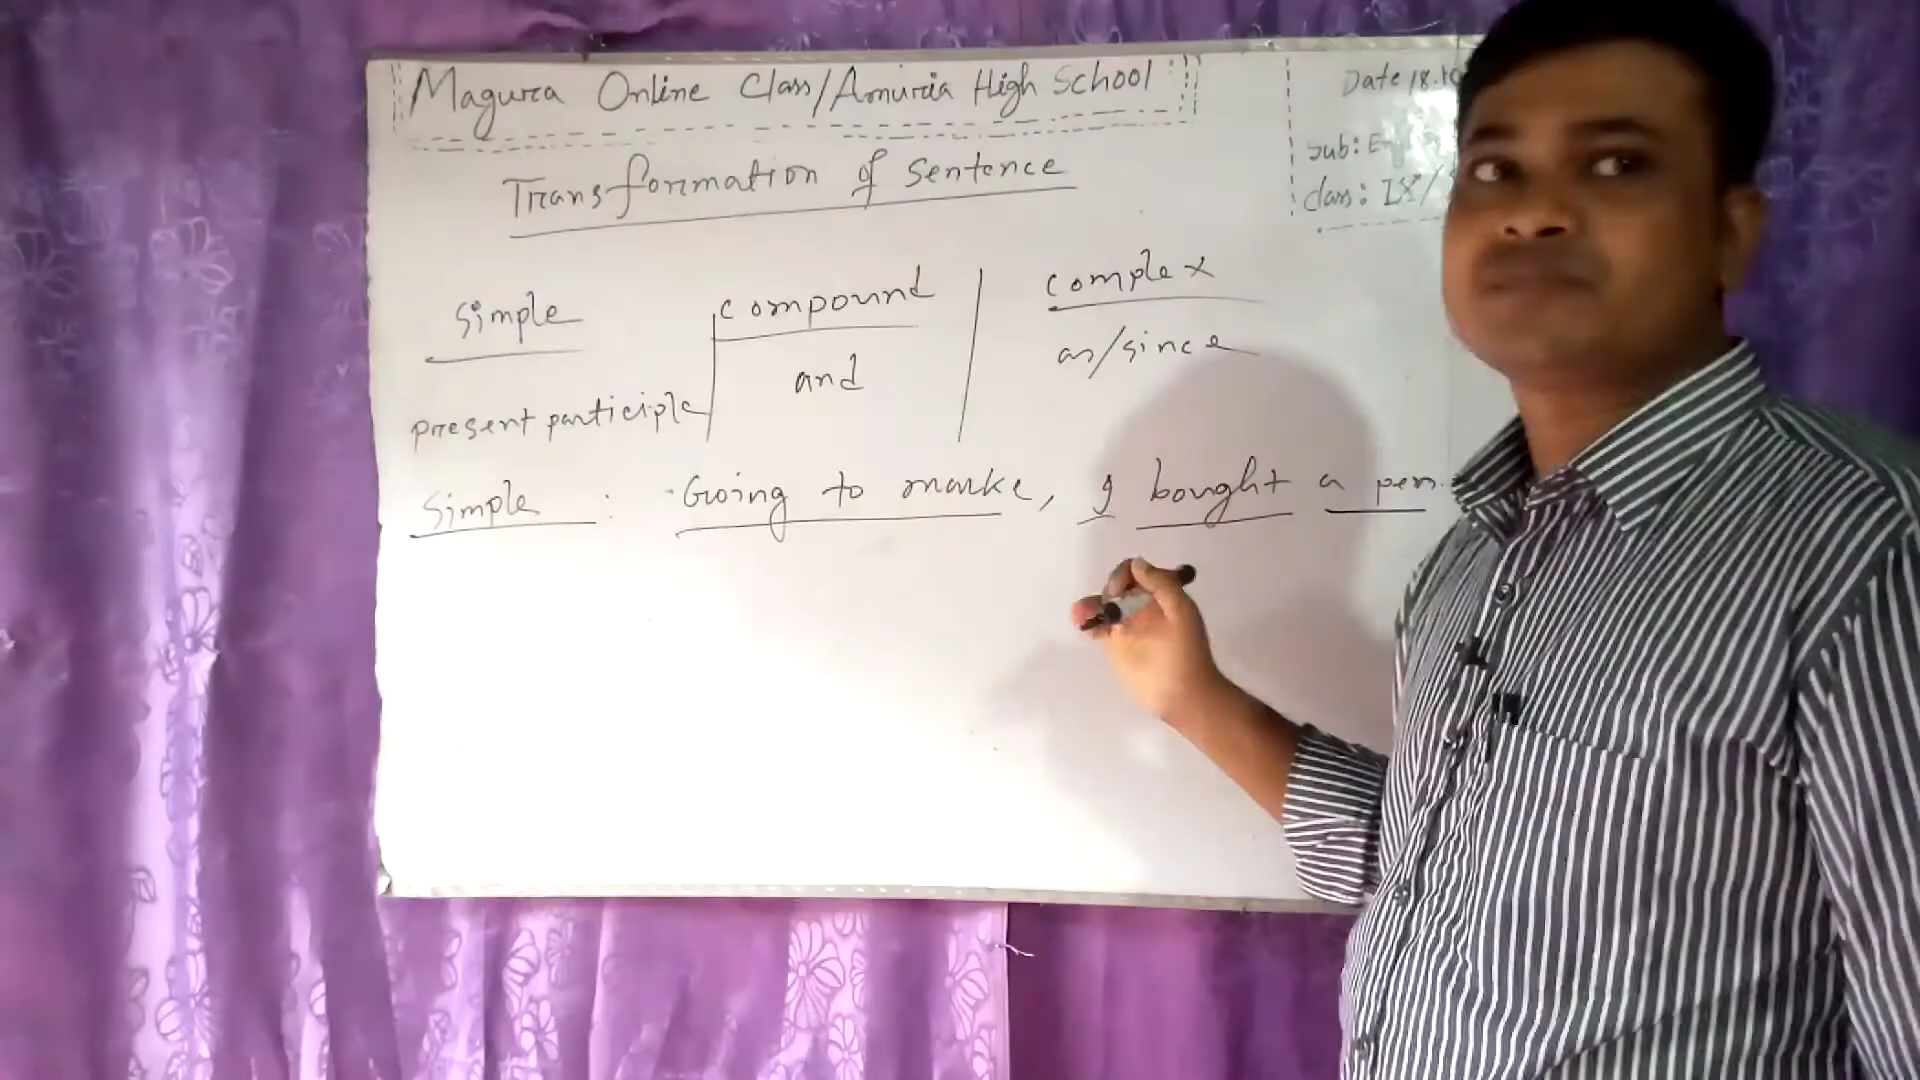 Magura Online Class/Amuria High School
Date 18.
Sub: E
Class: IX/
Transformation of Sentence
Simple
compound
complex
present participle
and
as/since
Simple : Going to marke, I bought a pen.